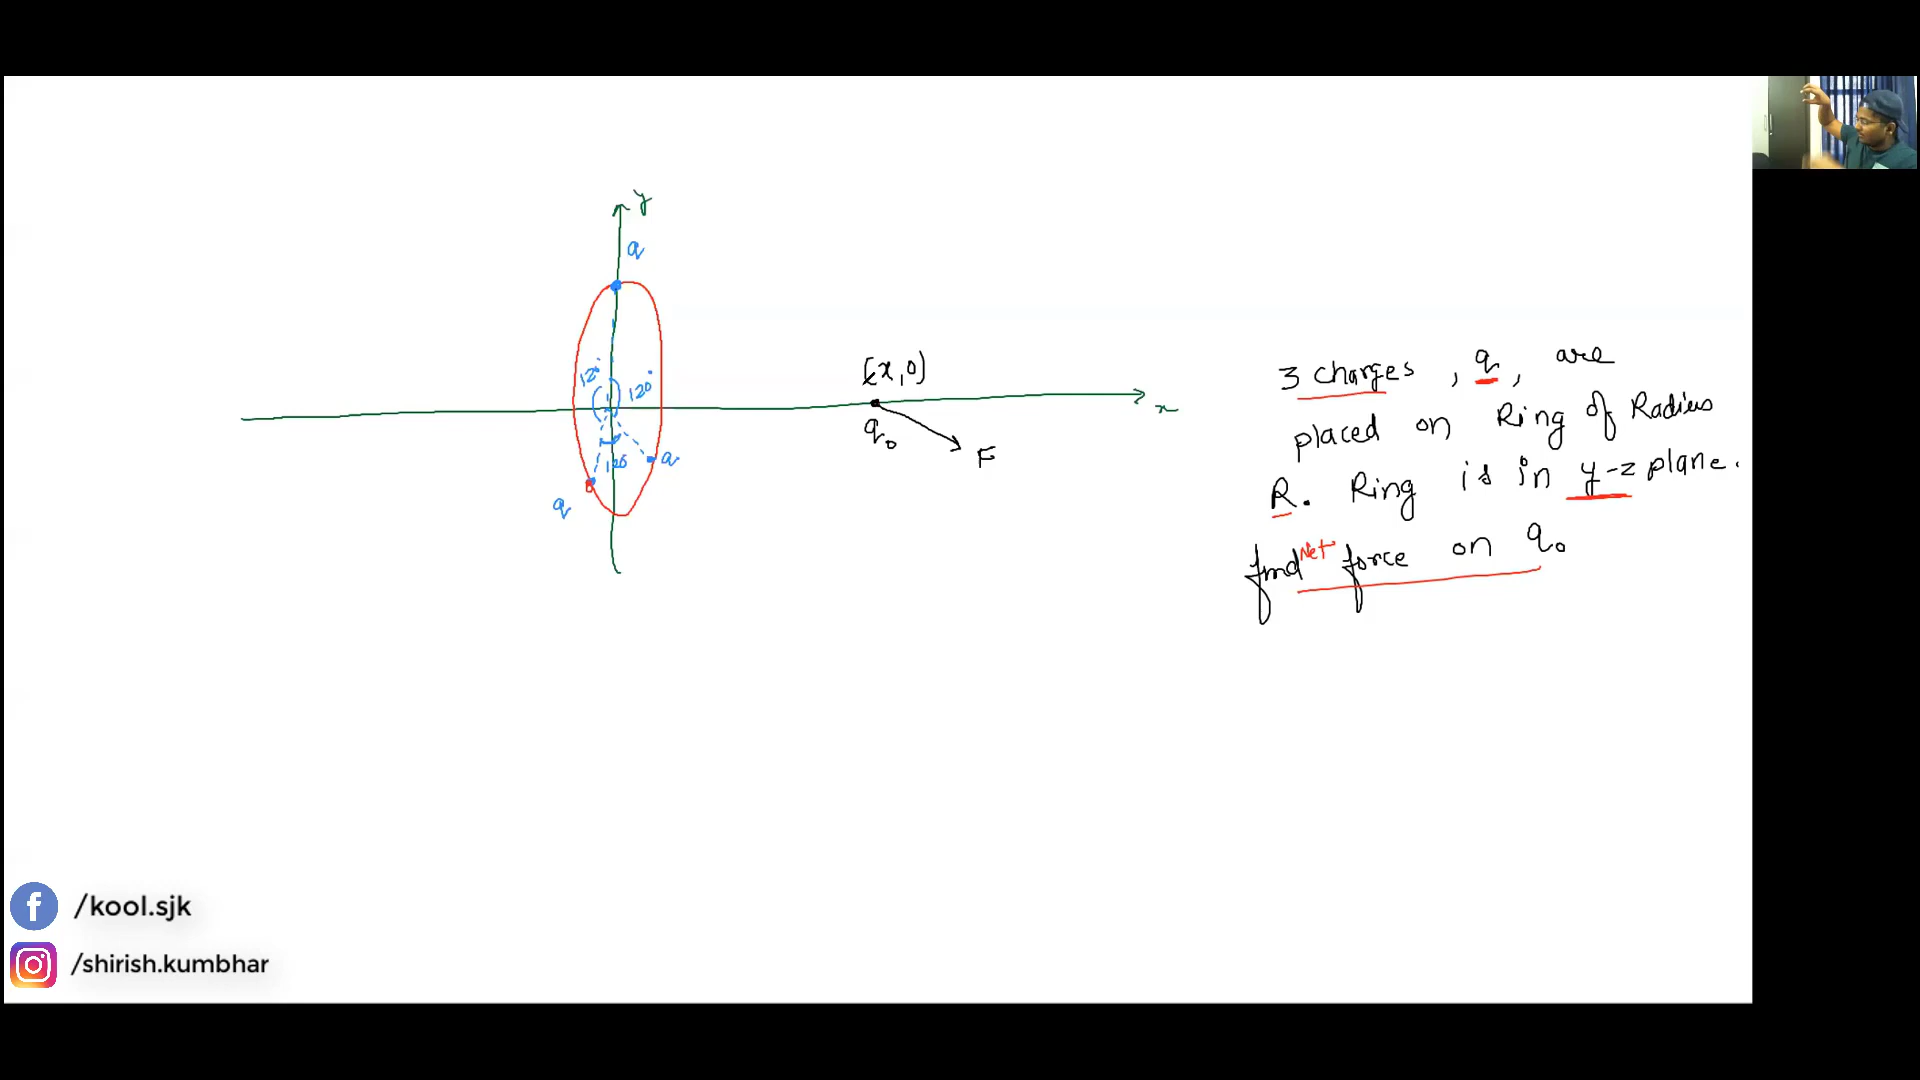 y
q
(x,0)
120°
120°
x
q₀
F
120
q
q
3 charges, q, are
placed on Ring of Radius
R. Ring is in y-z plane.
find Net force on q₀
/kool.sjk
/shirish.kumbhar